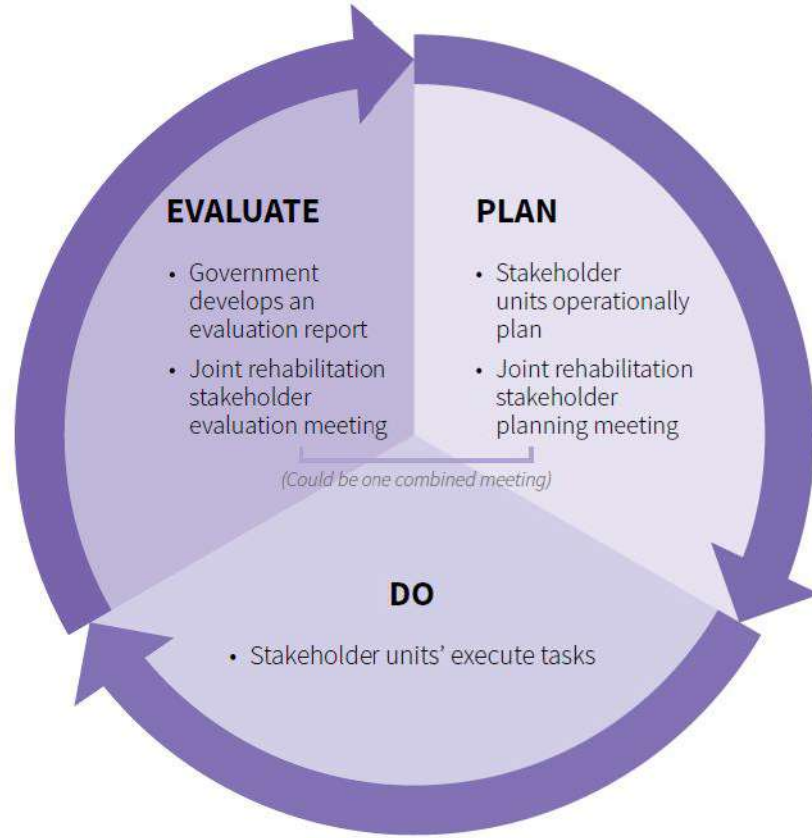 EVALUATE
• Government
develops an
evaluation report
• Joint rehabilitation
stakeholder
evaluation meeting
PLAN
• Stakeholder
units operationally
plan
• Joint rehabilitation
stakeholder
planning meeting
(Could be one combined meeting)
DO
• Stakeholder units’ execute tasks